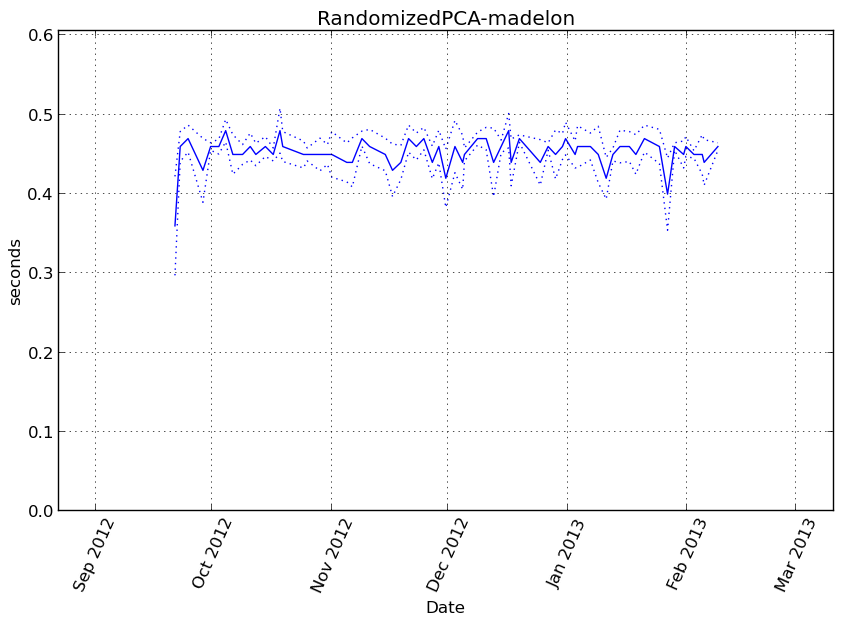 RandomizedPCA-madelon
0.6
0.5
0.4
0.3
0.2
0.1
0.0
seconds
Sep 2012
Oct 2012
Nov 2012
Dec 2012
Jan 2013
Feb 2013
Mar 2013
Date